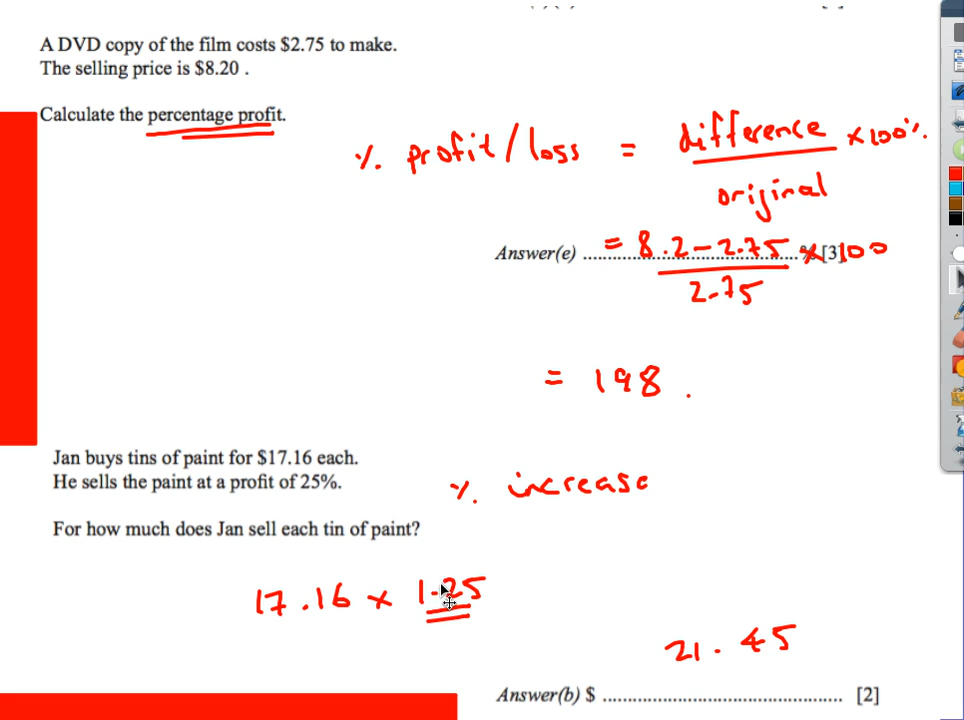 A DVD copy of the film costs $2.75 to make.
The selling price is $8.20 .
Calculate the percentage profit.
% profit/loss = difference / original ×100%.
Answer(e) ........ % [3]
= 8.2-2.75 / 2.75 ×100
= 198 .
Jan buys tins of paint for $17.16 each.
He sells the paint at a profit of 25%.
% increase
For how much does Jan sell each tin of paint?
17.16 × 1.25
21.45
Answer(b) $ ................................................ [2]